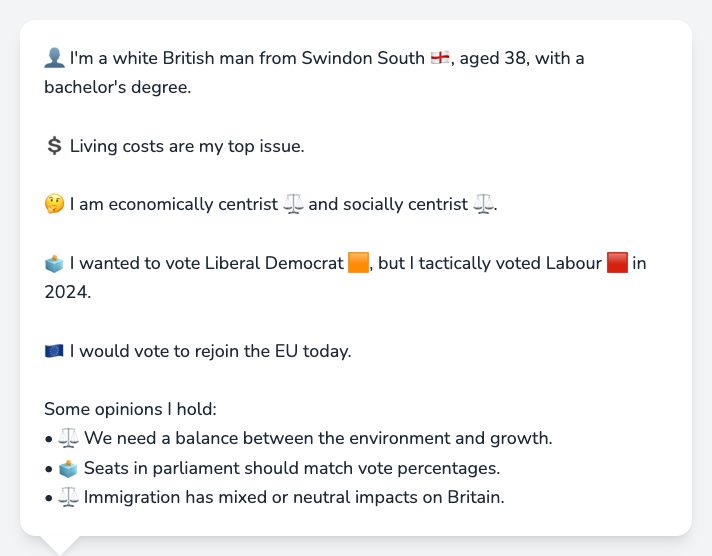 👤 I'm a white British man from Swindon South 🏴󠁧󠁢󠁥󠁮󠁧󠁿, aged 38, with a
bachelor's degree.
💲 Living costs are my top issue.
🤔 I am economically centrist ⚖️ and socially centrist ⚖️.
🗳️ I wanted to vote Liberal Democrat 🟧, but I tactically voted Labour 🟥 in
2024.
🇪🇺 I would vote to rejoin the EU today.
Some opinions I hold:
• ⚖️ We need a balance between the environment and growth.
• 🗳️ Seats in parliament should match vote percentages.
• ⚖️ Immigration has mixed or neutral impacts on Britain.